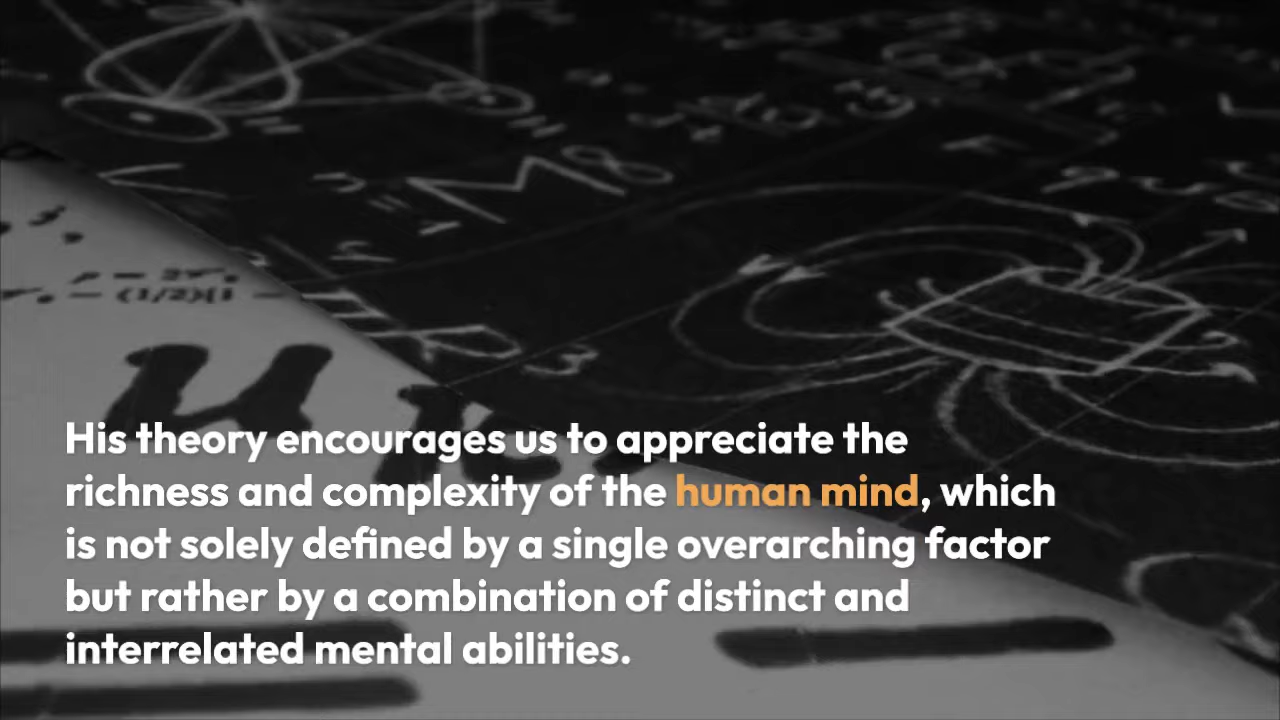 His theory encourages us to appreciate the
richness and complexity of the human mind, which
is not solely defined by a single overarching factor
but rather by a combination of distinct and
interrelated mental abilities.